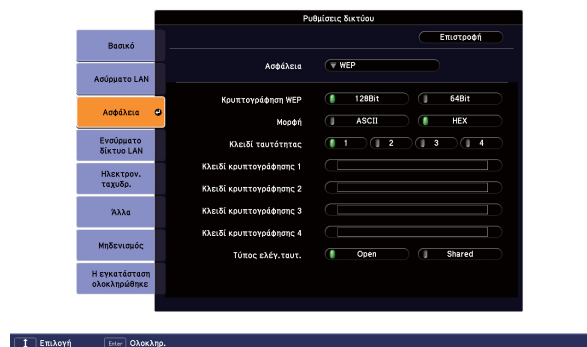 Ρυθμίσεις δικτύου
Επιστροφή
Βασικό
Ασύρματο LAN
Ασφάλεια
Ενσύρματο
δίκτυο LAN
Ηλεκτρον.
ταχυδρ.
Άλλα
Μηδενισμός
Η εγκατάσταση
ολοκληρώθηκε
Ασφάλεια WEP
Κρυπτογράφηση WEP 128Bit 64Bit
Μορφή ASCII HEX
Κλειδί ταυτότητας 1 2 3 4
Κλειδί κρυπτογράφησης 1
Κλειδί κρυπτογράφησης 2
Κλειδί κρυπτογράφησης 3
Κλειδί κρυπτογράφησης 4
Τύπος ελέγ.ταυτ. Open Shared
Επιλογή Enter Ολοκληρ.